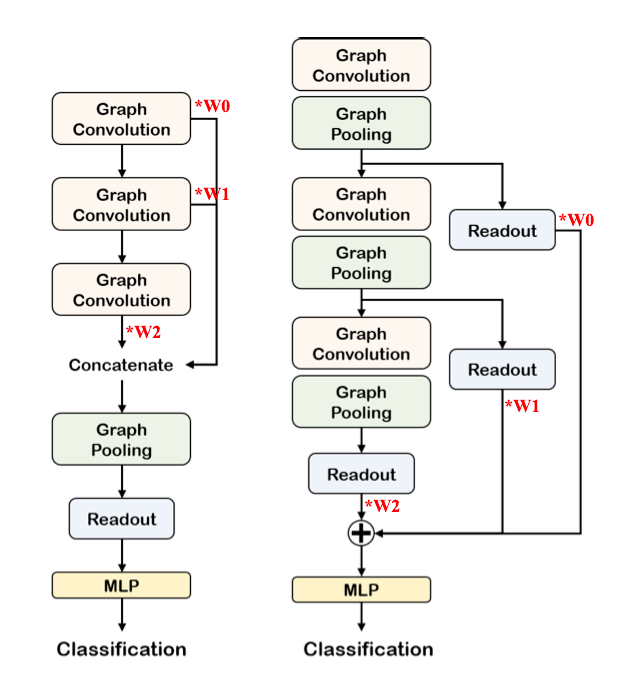 Graph
Convolution
*W0
Graph
Convolution
*W1
Graph
Convolution
*W2
Concatenate
Graph
Pooling
Readout
MLP
Classification
Graph
Convolution
Graph
Pooling
Graph
Convolution
Readout
*W0
Graph
Pooling
Graph
Convolution
Readout
*W1
Graph
Pooling
Readout
*W2
MLP
Classification